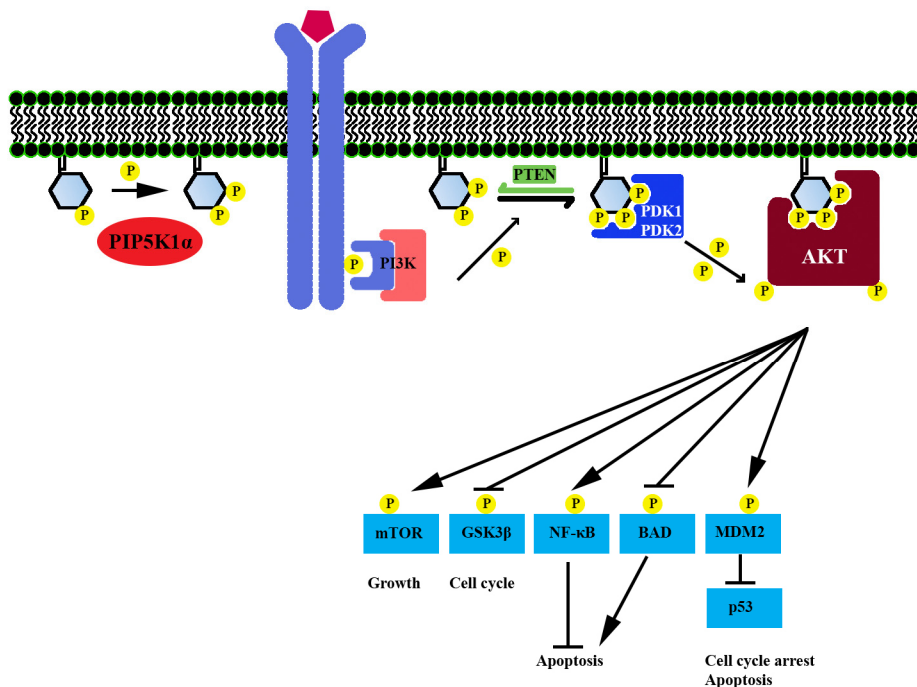 P
P
P
P
PIP5K1α
P
PI3K
P
P
PTEN
P
P
P
P
P
PDK1
PDK2
P
P
P
P
P
AKT
P
P
P
P
P
P
P
mTOR
GSK3β
NF-κB
BAD
MDM2
p53
Growth
Cell cycle
Apoptosis
Cell cycle arrest
Apoptosis